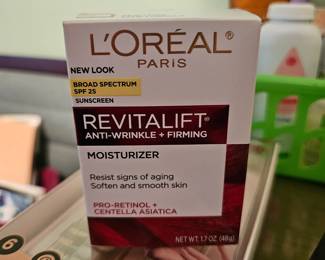 L'ORÉAL®
PARIS
NEW LOOK
BROAD SPECTRUM
SPF 25
SUNSCREEN
REVITALIFT®
ANTI-WRINKLE + FIRMING
MOISTURIZER
Resist signs of aging
Soften and smooth skin
PRO-RETINOL +
CENTELLA ASIATICA
NET WT. 1.7 OZ (48g)
6